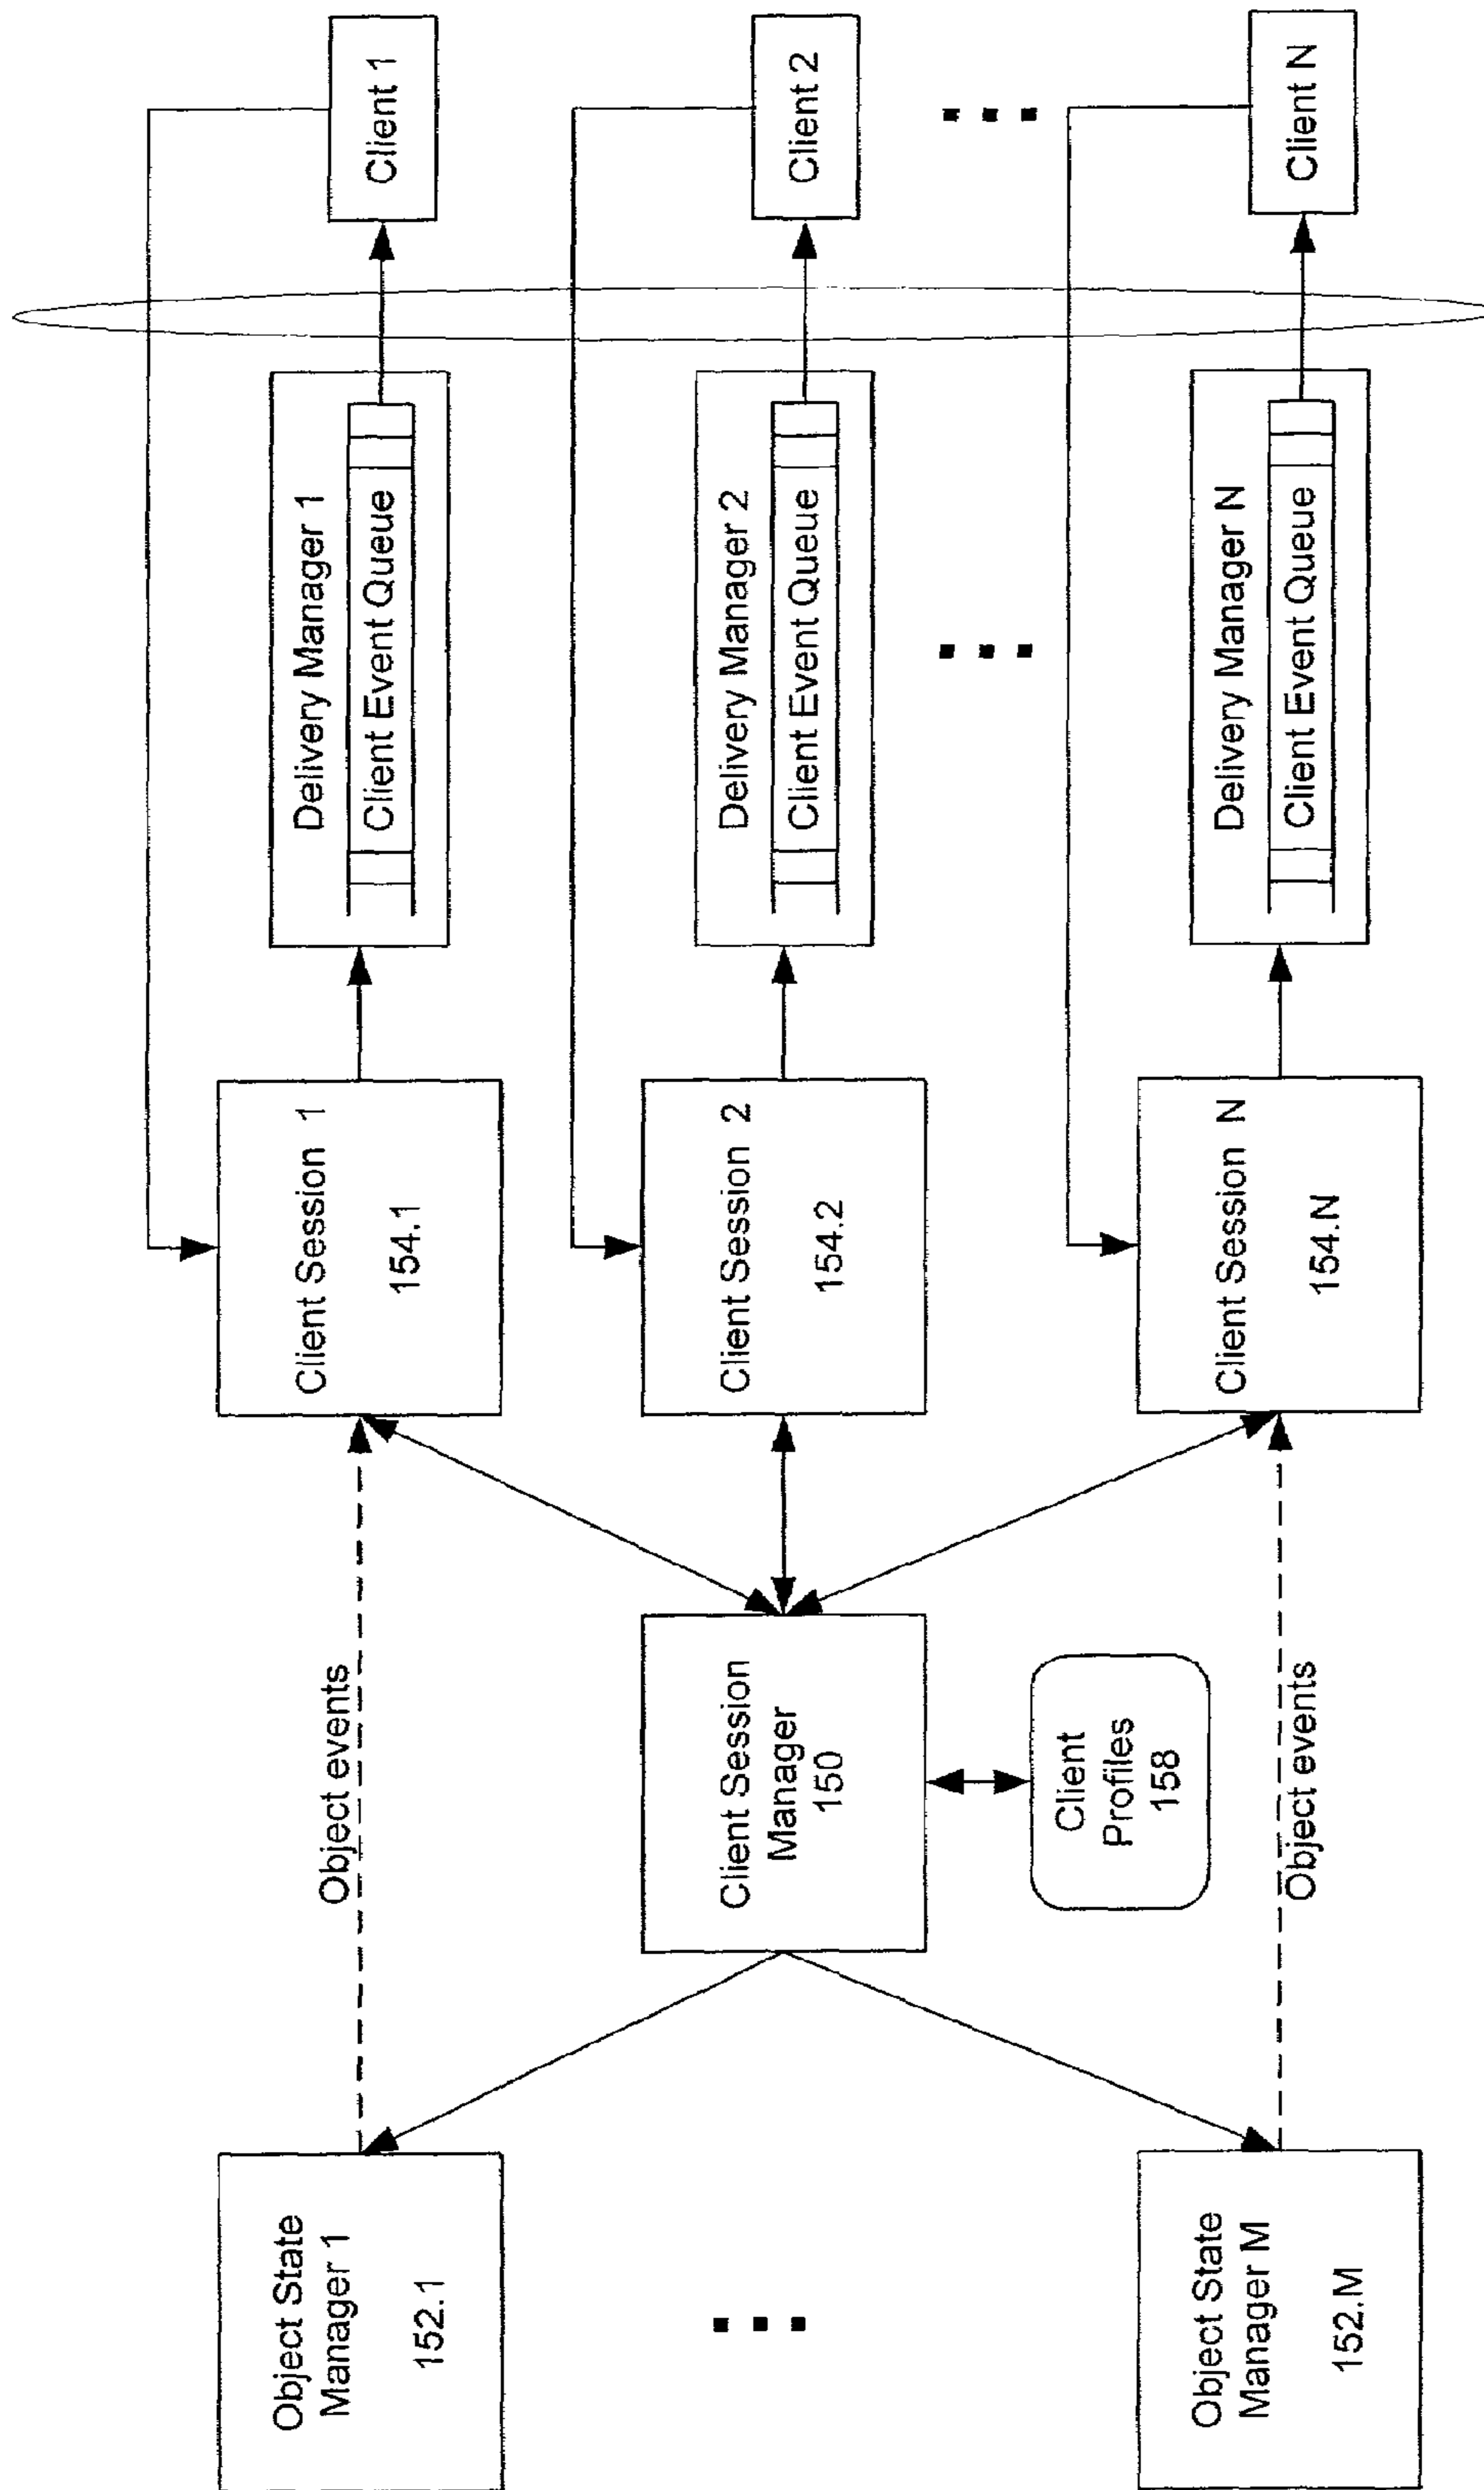 Object State
Manager 1
152.1
Object State
Manager M
152.M
Object events
Client Session
Manager
150
Client
Profiles
158
Object events
Client Session 1
154.1
Client Session 2
154.2
Client Session N
154.N
Delivery Manager 1
Client Event Queue
Delivery Manager 2
Client Event Queue
Delivery Manager N
Client Event Queue
Client 1
Client 2
Client N